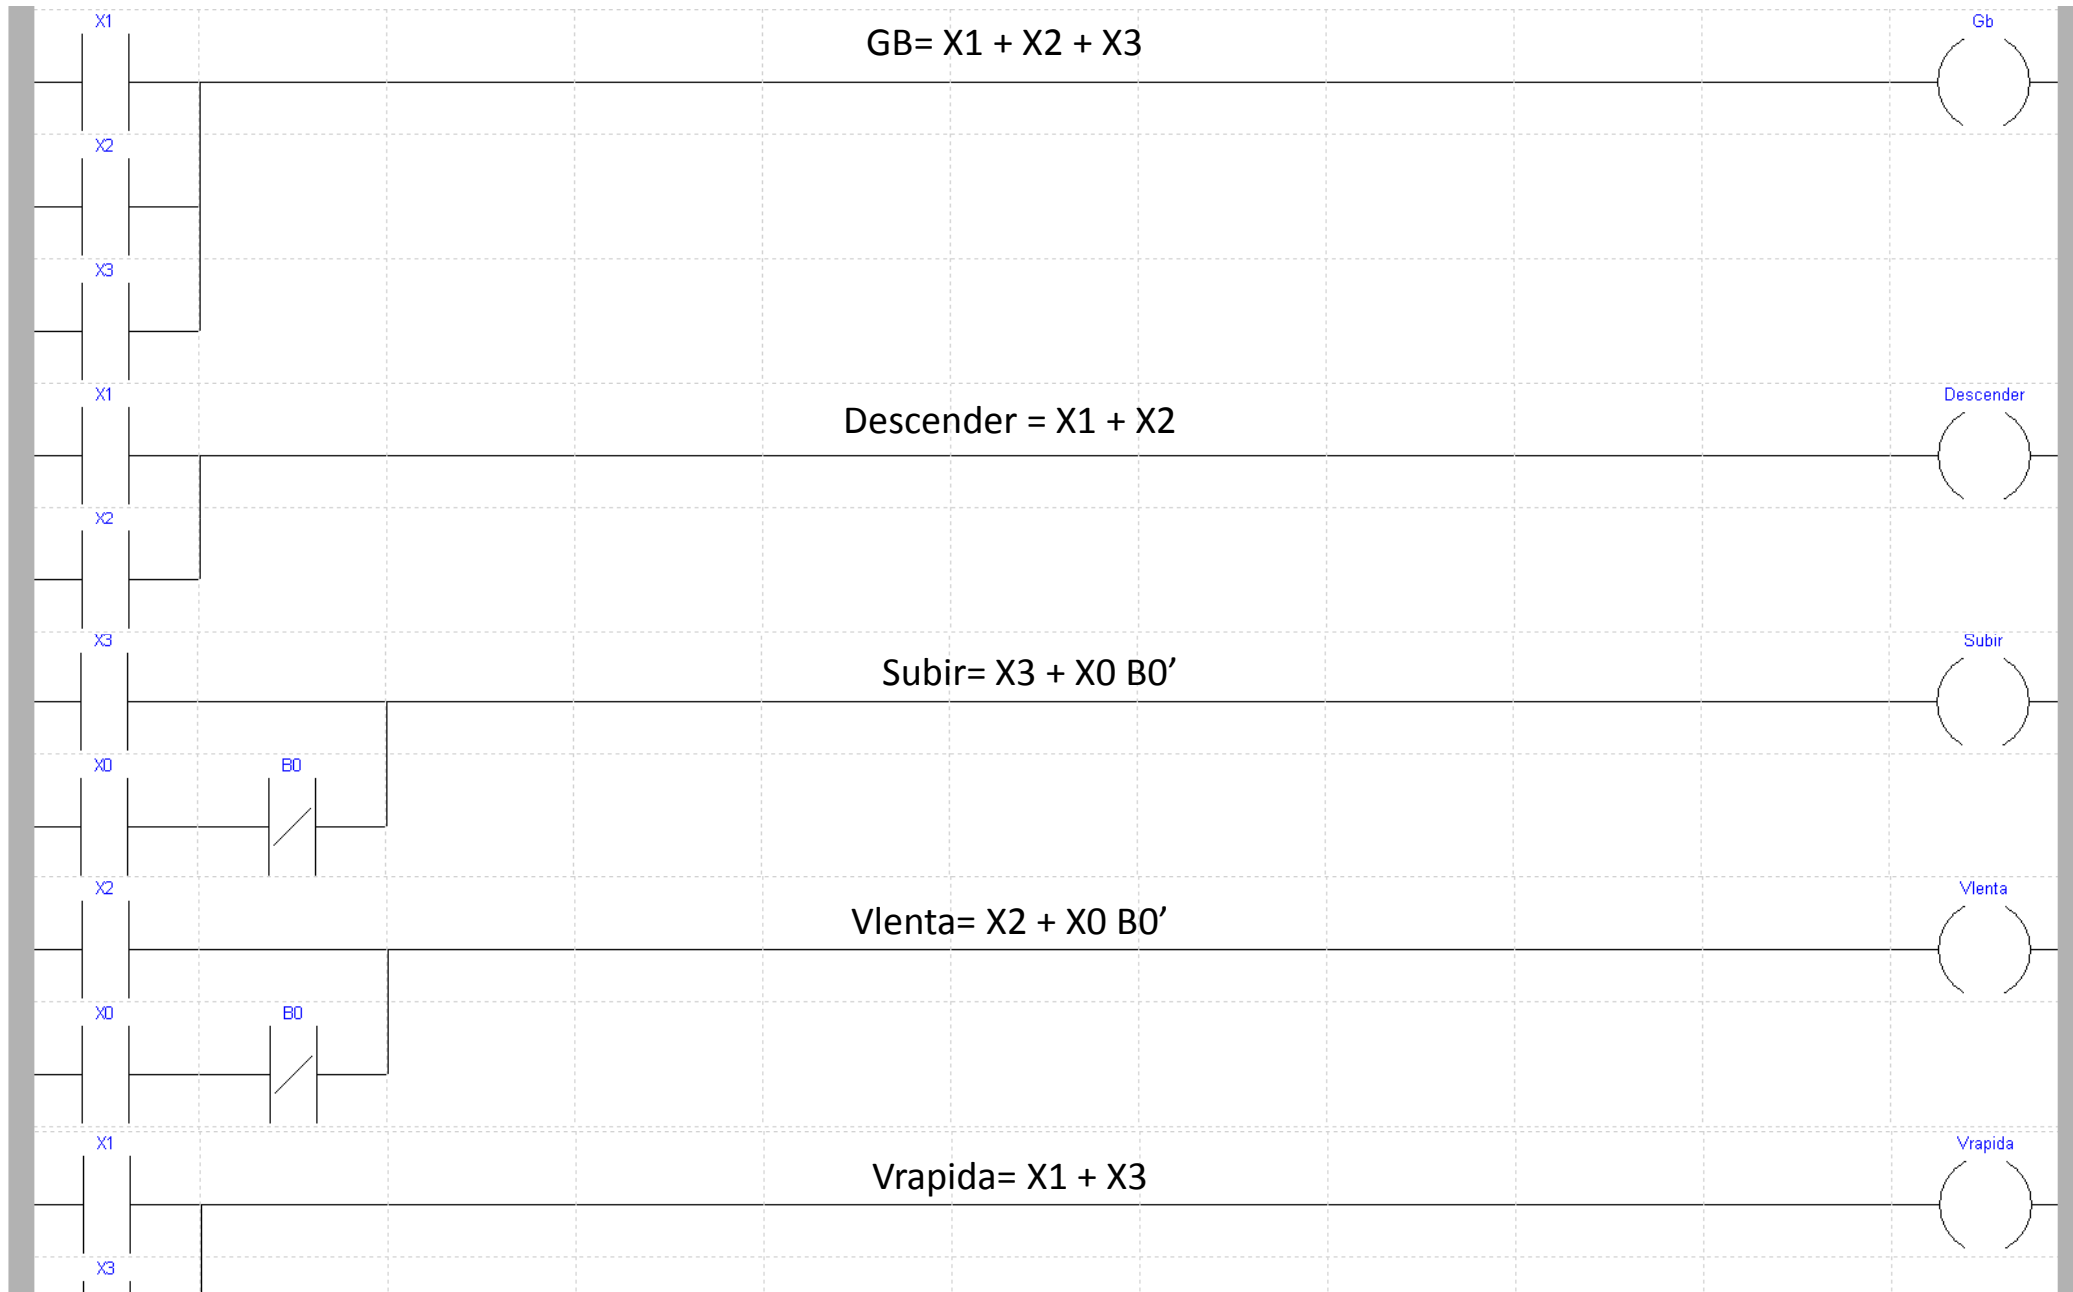 X1
GB= X1 + X2 + X3
Gb
X2
X3
X1
Descender = X1 + X2
Descender
X2
X3
Subir= X3 + X0 B0’
Subir
X0 B0
X2
Vlenta= X2 + X0 B0’
Vlenta
X0 B0
X1
Vrapida= X1 + X3
Vrapida
X3